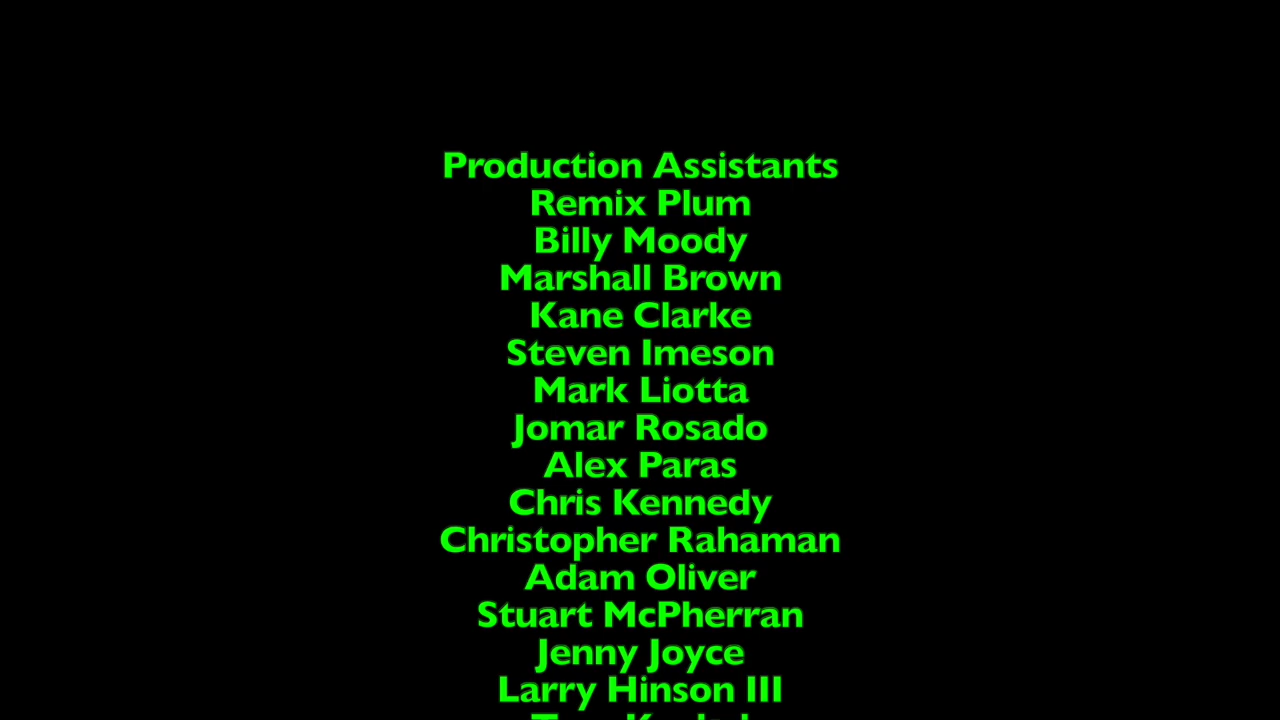 Production Assistants
Remix Plum
Billy Moody
Marshall Brown
Kane Clarke
Steven Imeson
Mark Liotta
Jomar Rosado
Alex Paras
Chris Kennedy
Christopher Rahaman
Adam Oliver
Stuart McPherran
Jenny Joyce
Larry Hinson III